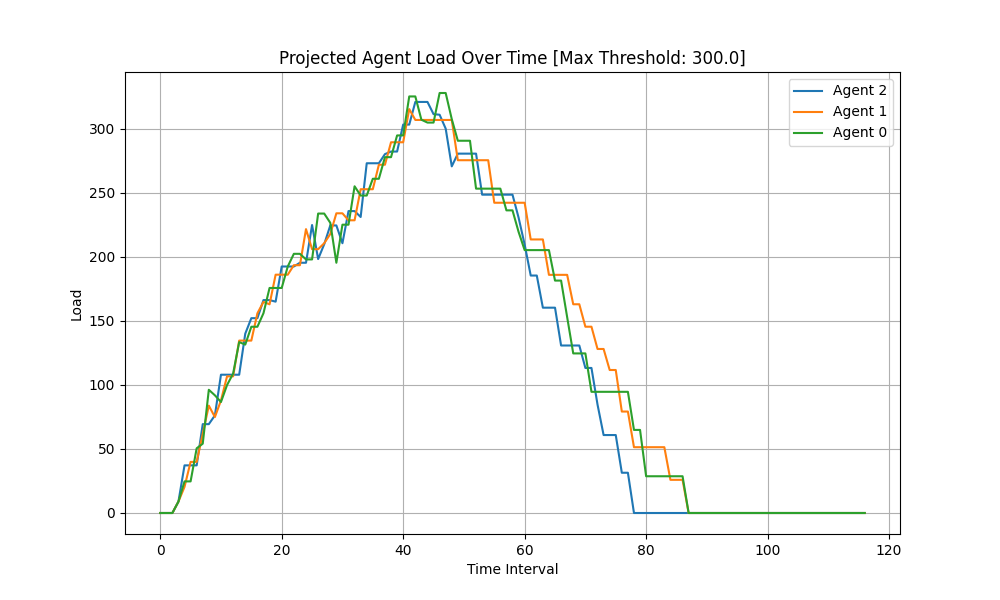 Projected Agent Load Over Time [Max Threshold: 300.0]
Agent 2
Agent 1
Agent 0
Load
300
250
200
150
100
50
0
0 20 40 60 80 100 120
Time Interval